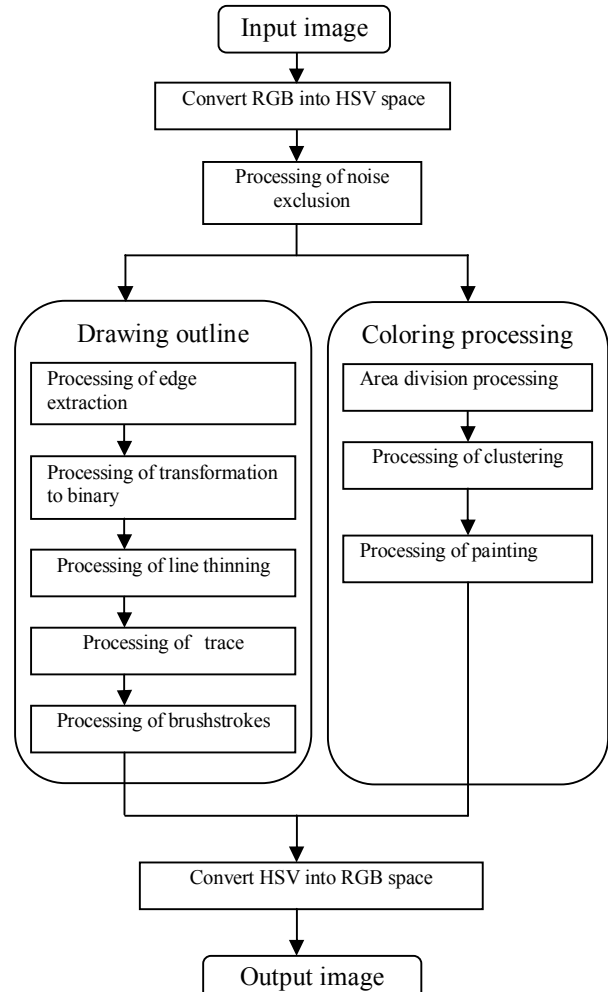 Input image
Convert RGB into HSV space
Processing of noise
exclusion
Drawing outline
Processing of edge
extraction
Processing of transformation
to binary
Processing of line thinning
Processing of trace
Processing of brushstrokes
Coloring processing
Area division processing
Processing of clustering
Processing of painting
Convert HSV into RGB space
Output image